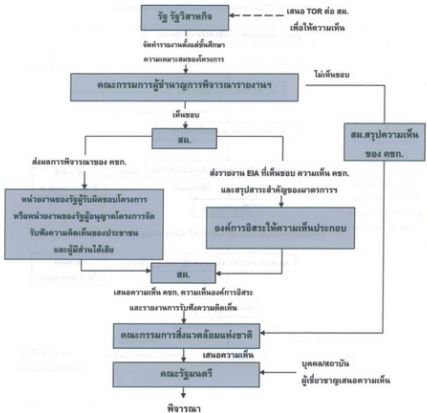 รัฐ รัฐวิสาหกิจ
เสนอ TOR ต่อ สผ.
เพื่อให้ความเห็น
จัดทำรายงานตั้งแต่ขั้นศึกษา
ความเหมาะสมของโครงการ
คณะกรรมการผู้ชำนาญการพิจารณารายงานฯ
ไม่เห็นชอบ
เห็นชอบ
สผ.
สผ.สรุปความเห็น
ของ คชก.
ส่งผลการพิจารณาของ คชก.
ส่งรายงาน EIA ที่เห็นชอบ ความเห็น คชก.
และสรุปสาระสำคัญของมาตรการฯ
หน่วยงานของรัฐผู้รับผิดชอบโครงการ
หรือหน่วยงานของรัฐผู้อนุญาตโครงการจัด
รับฟังความคิดเห็นของประชาชน
และผู้มีส่วนได้เสีย
องค์การอิสระให้ความเห็นประกอบ
สผ.
เสนอความเห็น คชก. ความเห็นองค์การอิสระ
และรายงานการรับฟังความคิดเห็น
คณะกรรมการสิ่งแวดล้อมแห่งชาติ
เสนอความเห็น
คณะรัฐมนตรี
บุคคล/สถาบัน
ผู้เชี่ยวชาญเสนอความเห็น
พิจารณา